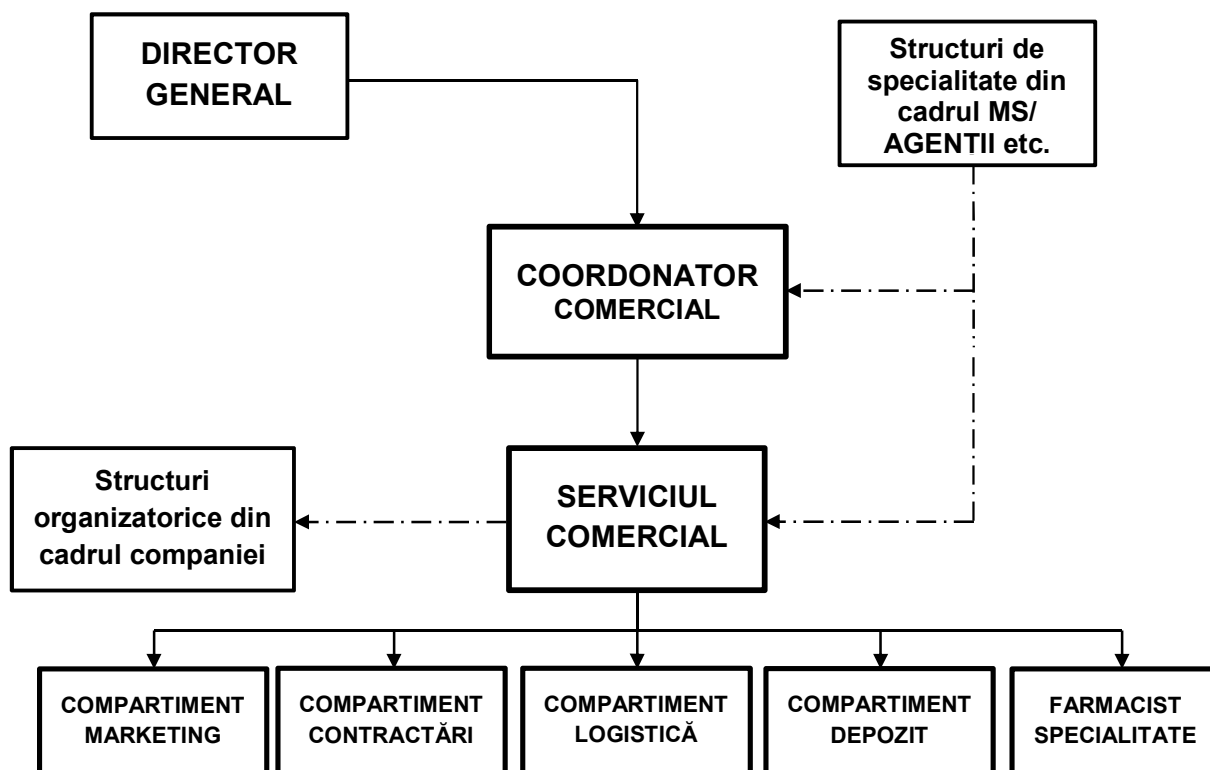 DIRECTOR
GENERAL
Structuri de
specialitate din
cadrul MS/
AGENȚII etc.
COORDONATOR
COMERCIAL
Structuri
organizatorice din
cadrul companiei
SERVICIUL
COMERCIAL
COMPARTIMENT
MARKETING
COMPARTIMENT
CONTRACTĂRI
COMPARTIMENT
LOGISTICĂ
COMPARTIMENT
DEPOZIT
FARMACIST
SPECIALITATE